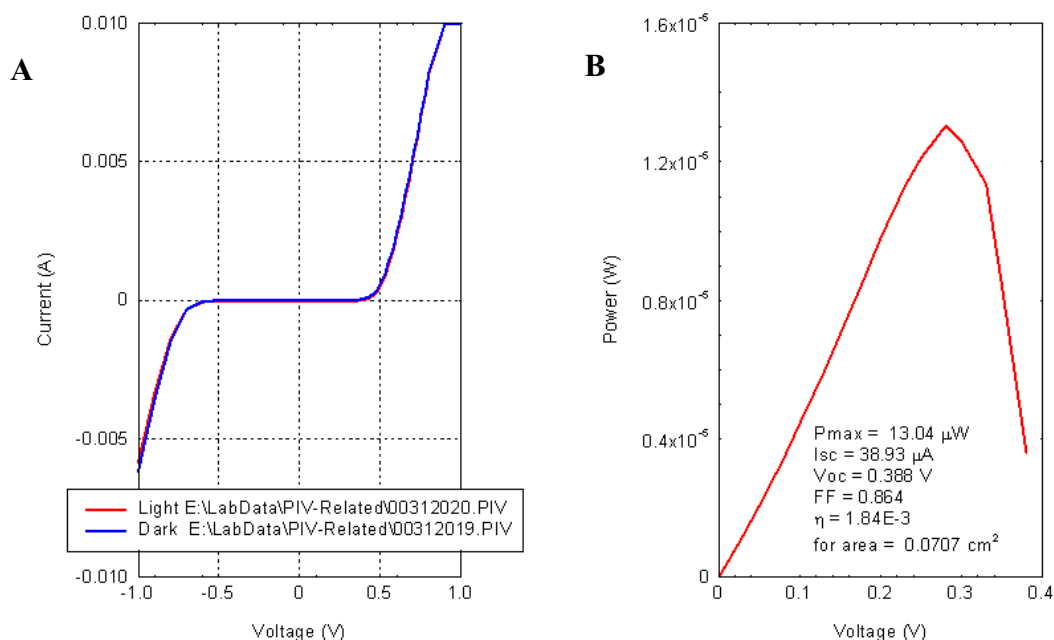 A
0.010
0.005
0
-0.005
-0.010
Current (A)
Light E:\LabData\PIV-Related\00312020.PIV
Dark E:\LabData\PIV-Related\00312019.PIV
-1.0 -0.5 0 0.5 1.0
Voltage (V)
B
1.6x10⁻⁵
1.2x10⁻⁵
0.8x10⁻⁵
0.4x10⁻⁵
0
Power (W)
Pmax = 13.04 µW
Isc = 38.93 µA
Voc = 0.388 V
FF = 0.864
η = 1.84E-3
for area = 0.0707 cm²
0 0.1 0.2 0.3 0.4
Voltage (V)